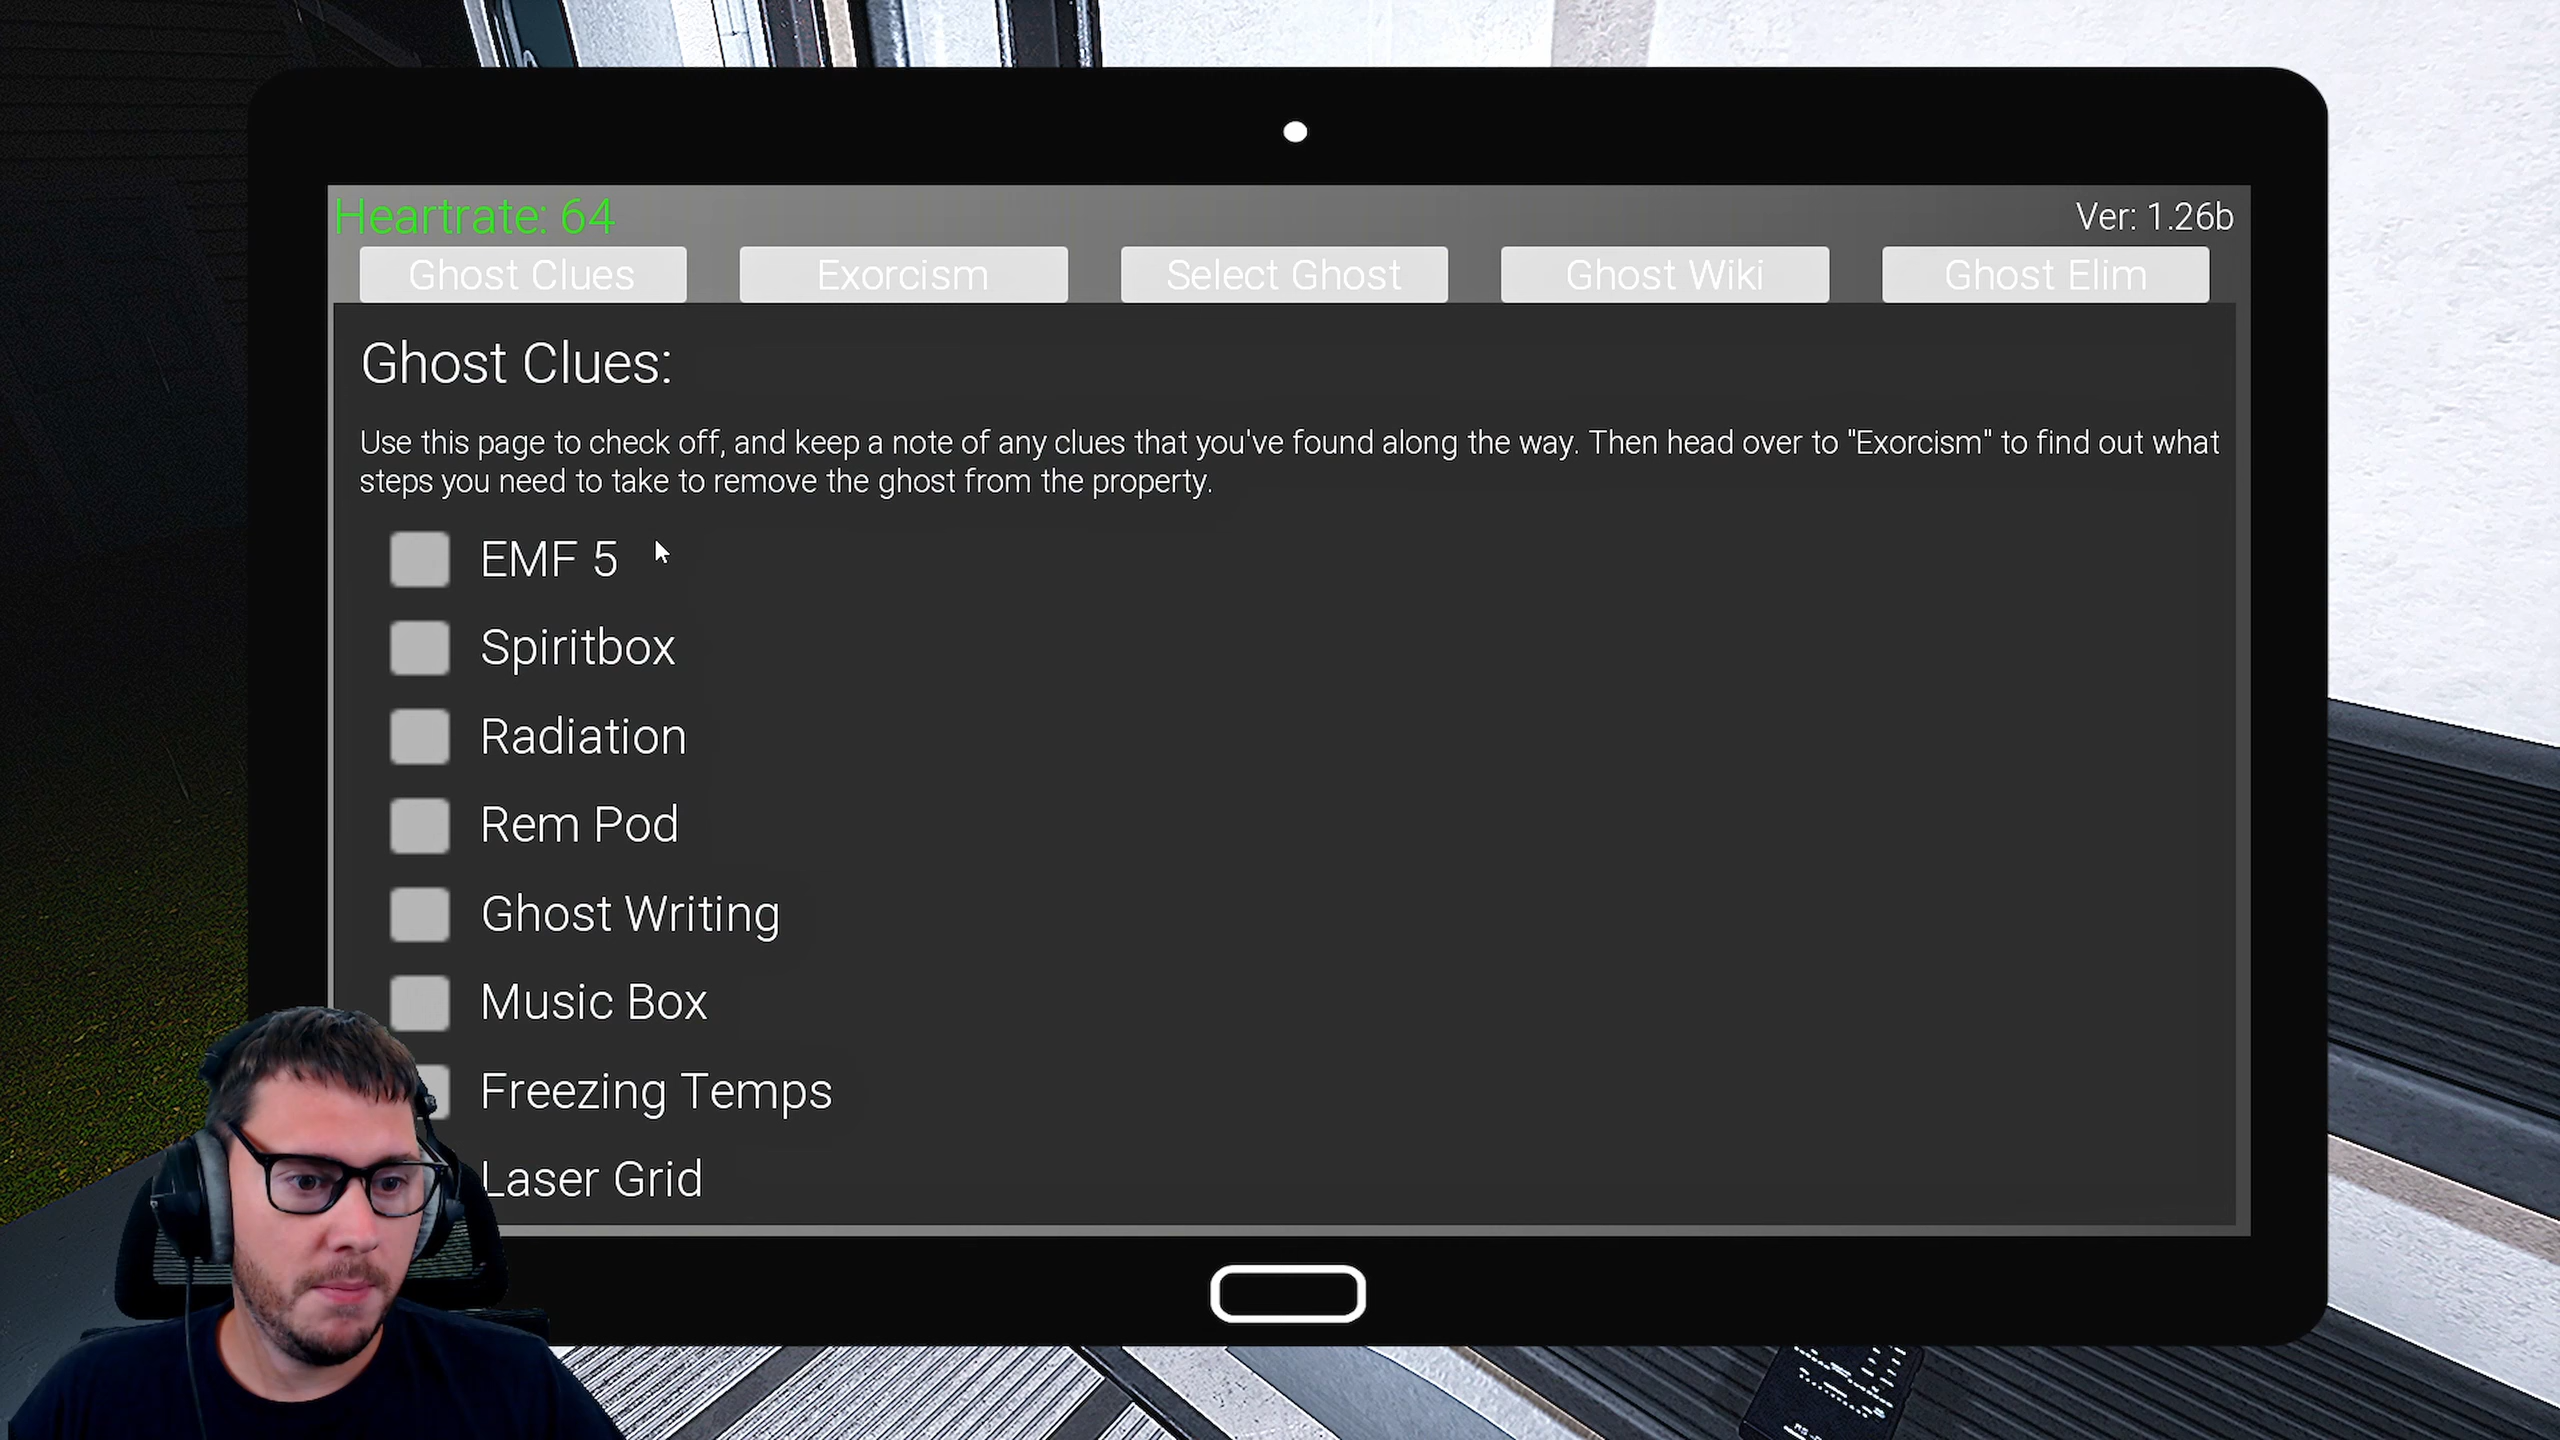 Heartrate: 64
Ver: 1.26b
Ghost Clues
Exorcism
Select Ghost
Ghost Wiki
Ghost Elim
Ghost Clues:
Use this page to check off, and keep a note of any clues that you've found along the way. Then head over to "Exorcism" to find out what
steps you need to take to remove the ghost from the property.
EMF 5
Spiritbox
Radiation
Rem Pod
Ghost Writing
Music Box
Freezing Temps
Laser Grid